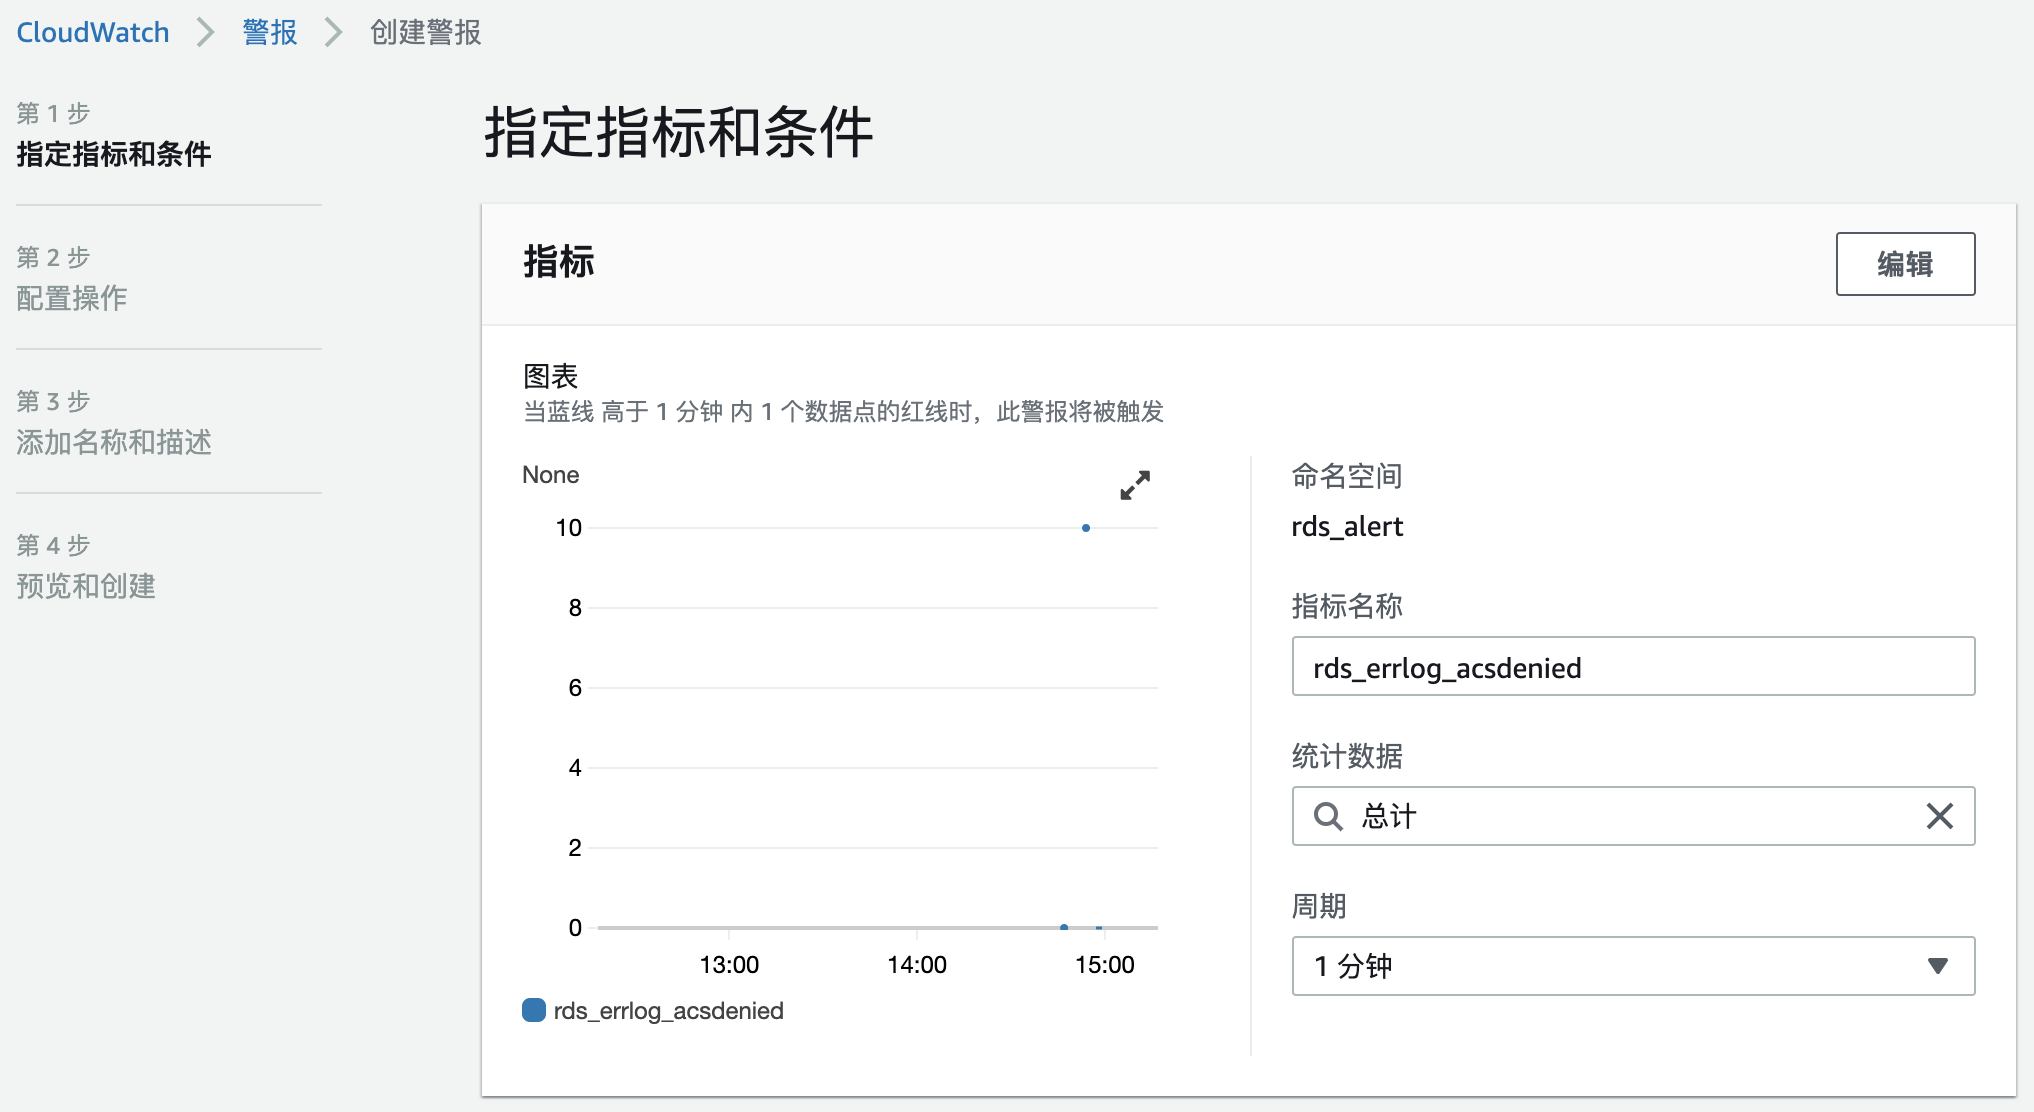 CloudWatch 警报 创建警报
第 1 步
指定指标和条件
第 2 步
配置操作
第 3 步
添加名称和描述
第 4 步
预览和创建
指定指标和条件
指标
编辑
图表
当蓝线 高于 1 分钟 内 1 个数据点的红线时，此警报将被触发
None
10
8
6
4
2
0
13:00 14:00 15:00
rds_errlog_acsdenied
命名空间
rds_alert
指标名称
rds_errlog_acsdenied
统计数据
总计
周期
1 分钟